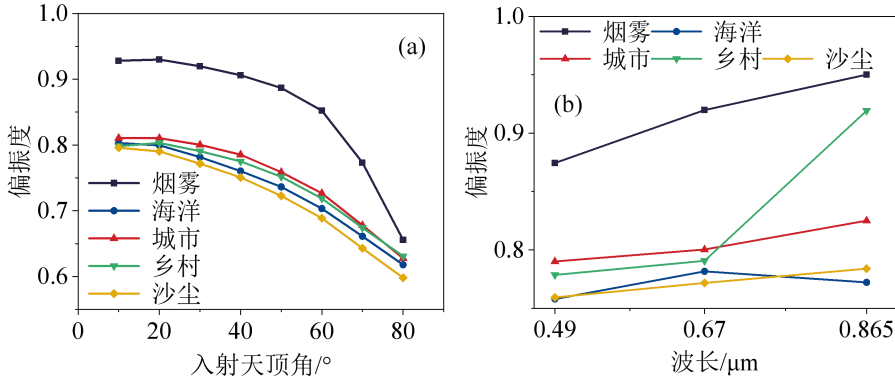 1.0
0.9
0.8
0.7
0.6
偏振度
(a)
烟雾
海洋
城市
乡村
沙尘
0 20 40 60 80
入射天顶角/°
1.0
0.9
0.8
偏振度
烟雾 海洋
城市 乡村 沙尘
(b)
0.49 0.67 0.865
波长/μm